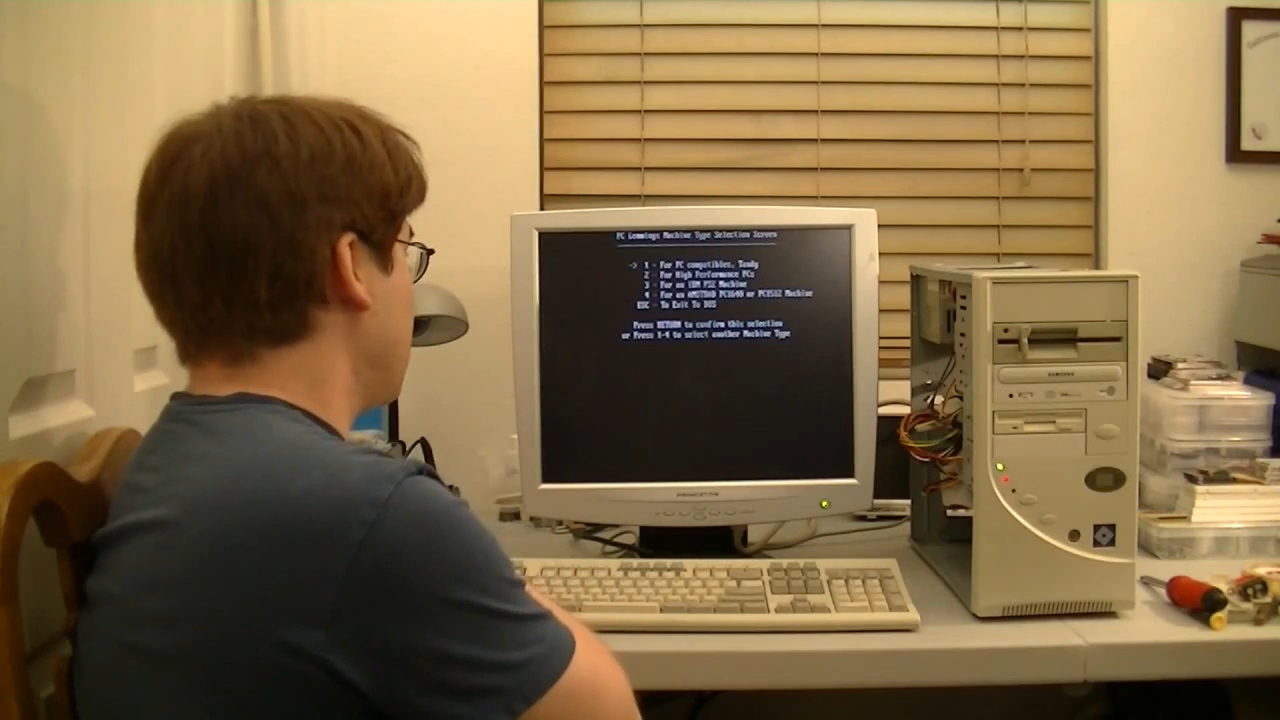 PC Lemmings Machine Type Selection Screen
-> 1 - For PC compatibles, Tandy
2 - For High Performance PCs
3 - For an IBM PS2 Machine
4 - For an AMSTRAD PC1640 or PC1512 Machine
ESC - To Exit To DOS
Press RETURN to confirm this selection
or Press 1-4 to select another Machine Type
PRINCETON
SAMSUNG